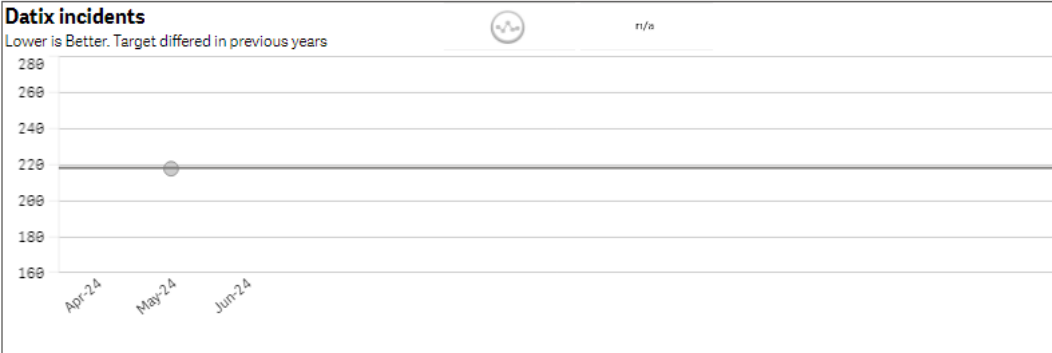 Datix incidents
n/a
Lower is Better. Target differed in previous years
280
260
240
220
200
180
160
Apr-24
May-24
Jun-24